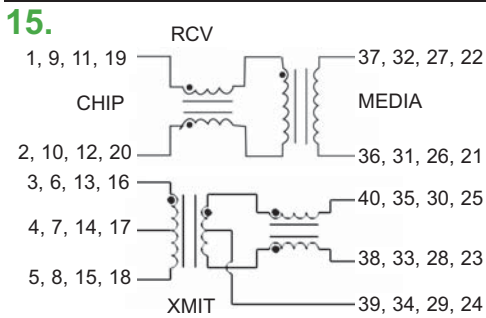 15.
RCV
1, 9, 11, 19
37, 32, 27, 22
CHIP
MEDIA
2, 10, 12, 20
36, 31, 26, 21
3, 6, 13, 16
40, 35, 30, 25
4, 7, 14, 17
38, 33, 28, 23
5, 8, 15, 18
XMIT
39, 34, 29, 24